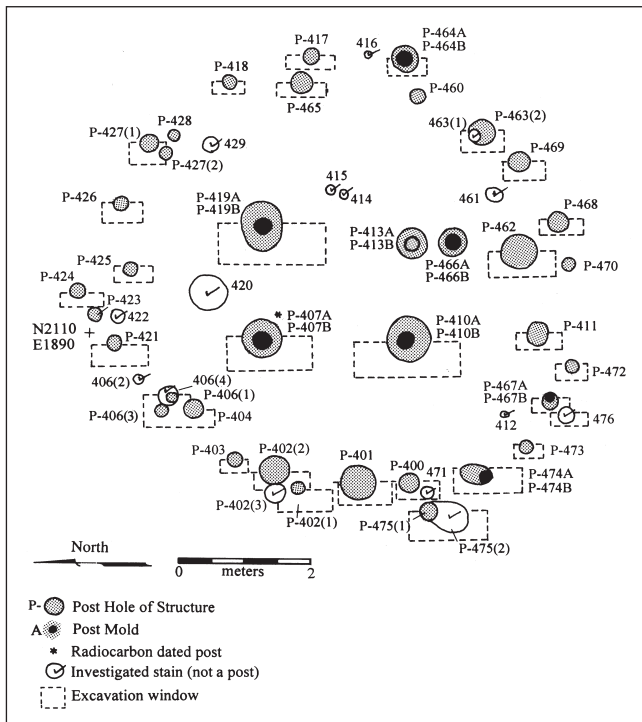 P-417
416
P-464A
P-464B
P-418
P-465
P-460
P-428
P-427(1)
429
P-427(2)
463(1)
P-463(2)
P-469
415
414
461
P-426
P-419A
P-419B
P-413A
P-413B
P-462
P-468
P-466A
P-466B
P-470
P-425
P-424
420
P-423
422
N2110
E1890
P-421
* P-407A
P-407B
P-410A
P-410B
P-411
406(2)
406(4)
P-406(1)
P-472
P-467A
P-467B
P-406(3)
P-404
412
476
P-403
P-402(2)
P-401
P-400
471
P-473
P-474A
P-474B
P-402(3)
P-402(1)
P-475(1)
P-475(2)
North
0 meters 2
P- Post Hole of Structure
A Post Mold
* Radiocarbon dated post
Investigated stain (not a post)
Excavation window